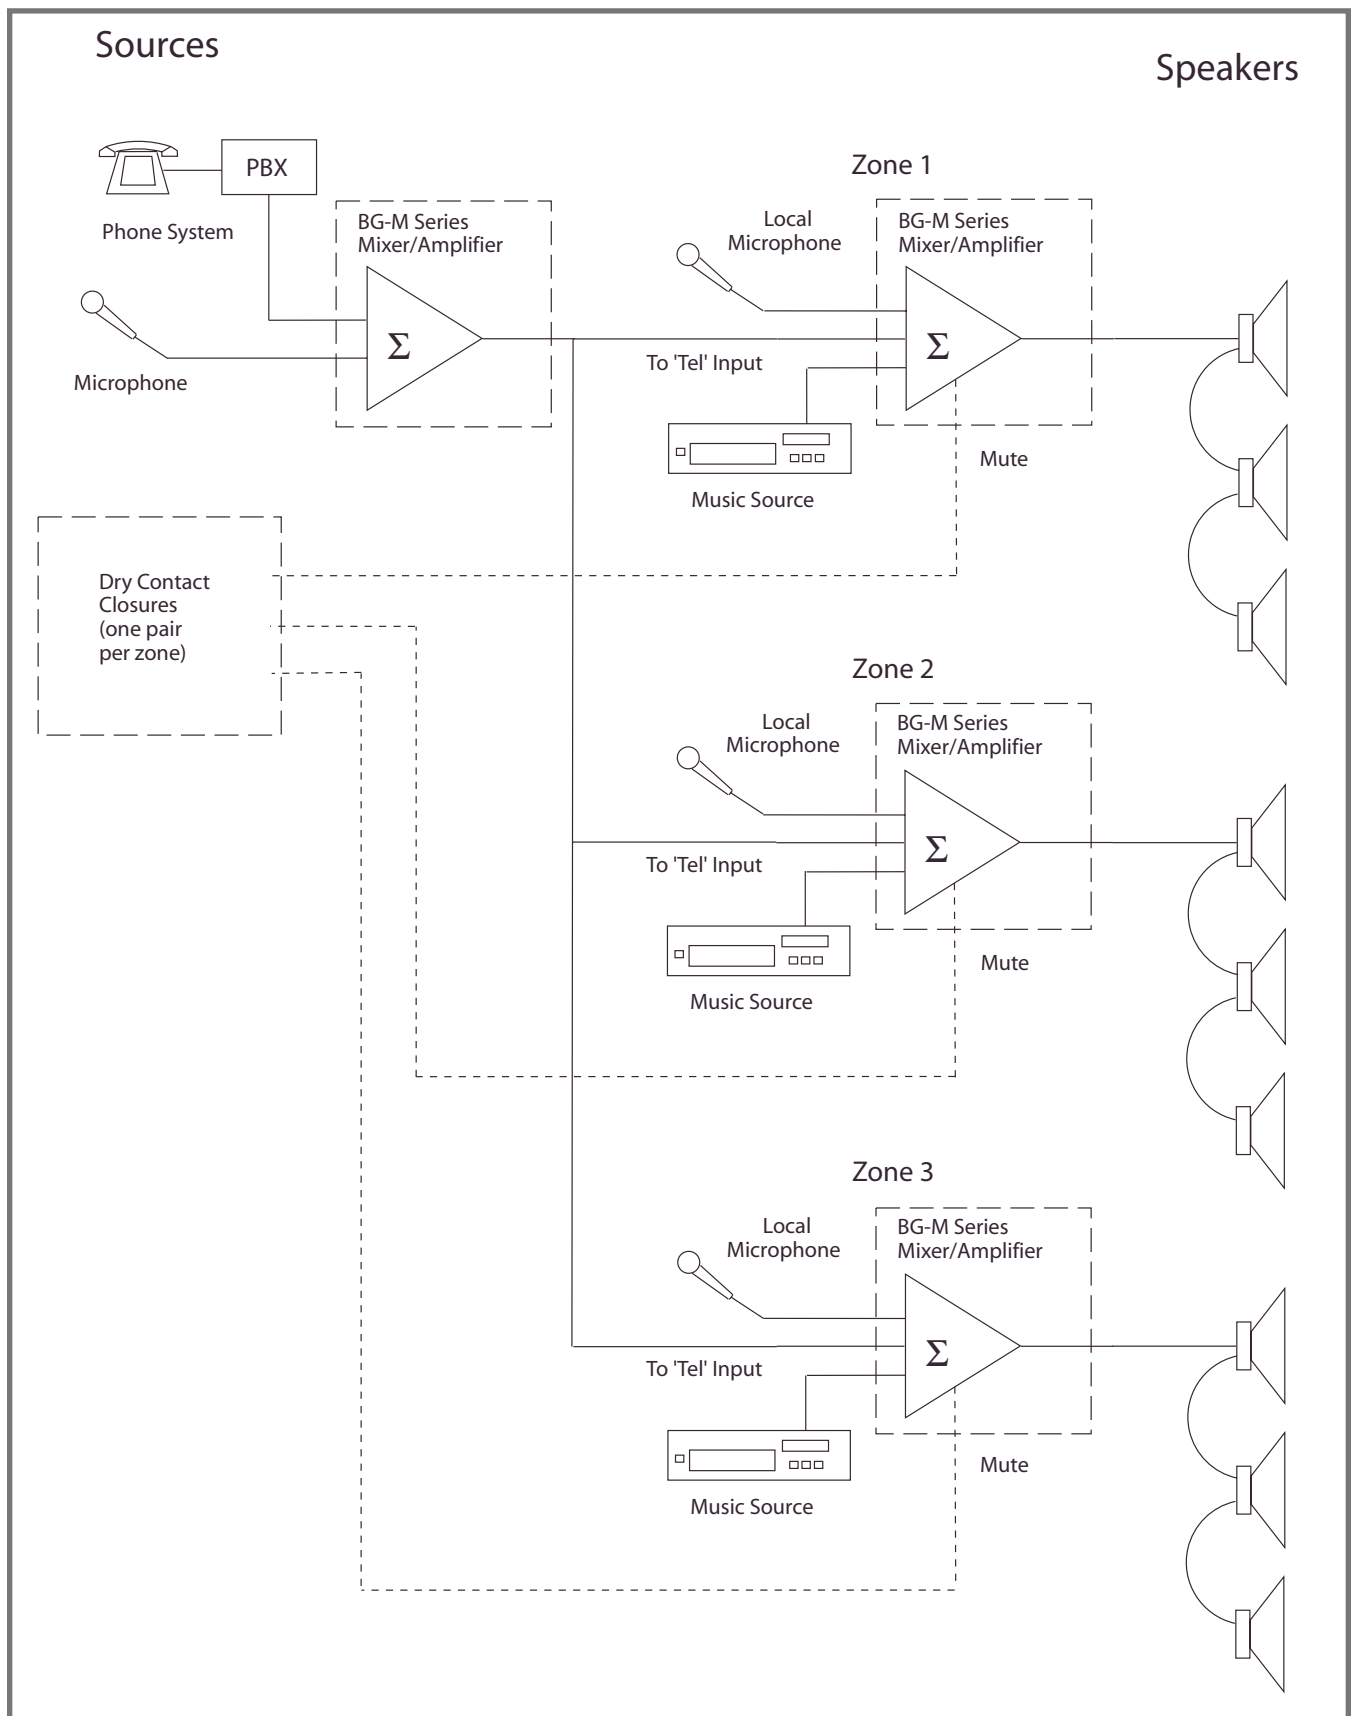 Sources
Speakers
PBX
Phone System
BG-M Series
Mixer/Amplifier
Σ
Microphone
Zone 1
Local
Microphone
BG-M Series
Mixer/Amplifier
Σ
To 'Tel' Input
Music Source
Mute
Dry Contact
Closures
(one pair
per zone)
Zone 2
Local
Microphone
BG-M Series
Mixer/Amplifier
Σ
To 'Tel' Input
Music Source
Mute
Zone 3
Local
Microphone
BG-M Series
Mixer/Amplifier
Σ
To 'Tel' Input
Music Source
Mute